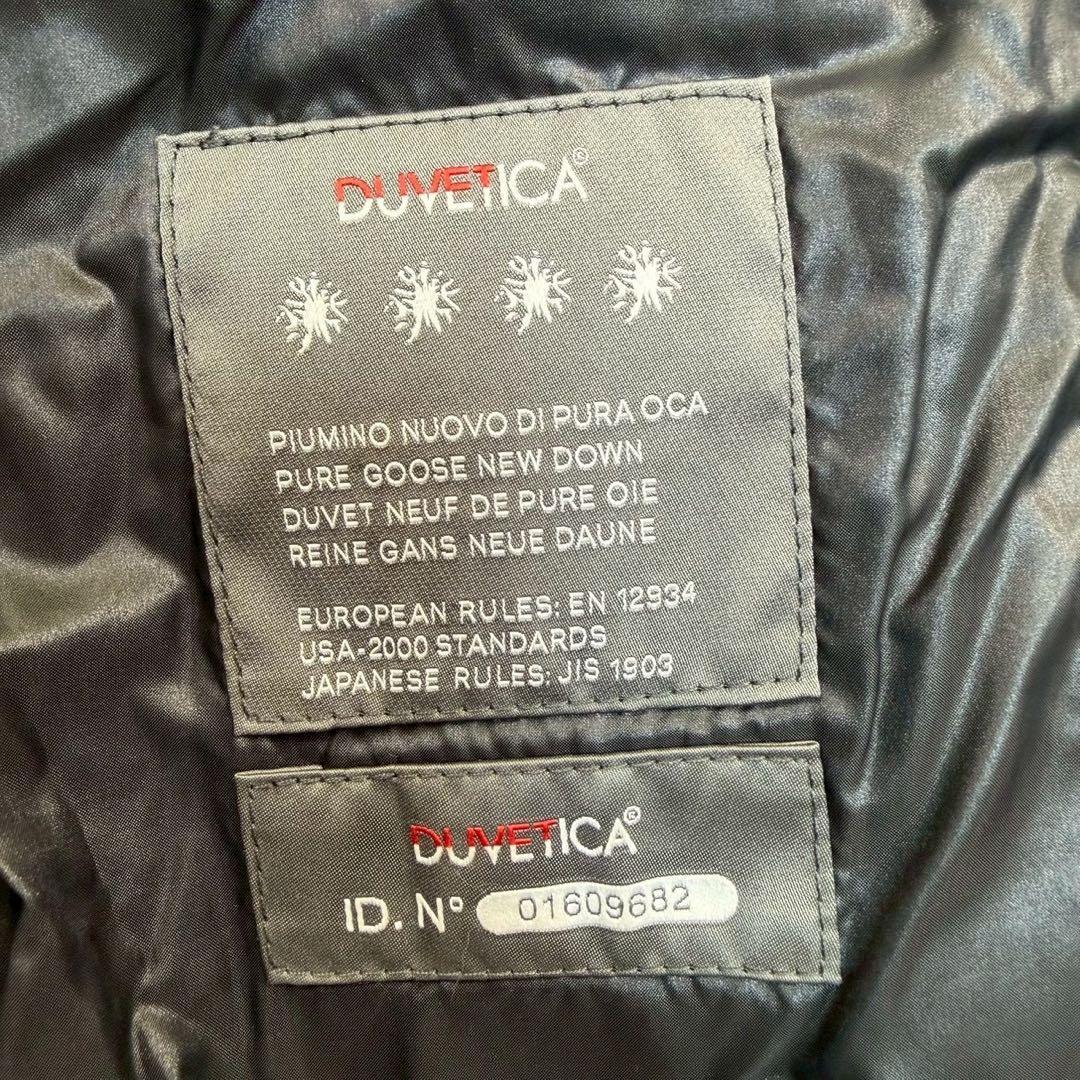 DUVETICA®
PIUMINO NUOVO DI PURA OCA
PURE GOOSE NEW DOWN
DUVET NEUF DE PURE OIE
REINE GANS NEUE DAUNE
EUROPEAN RULES: EN 12934
USA-2000 STANDARDS
JAPANESE RULES: JIS 1903
DUVETICA®
ID. N° 01609682